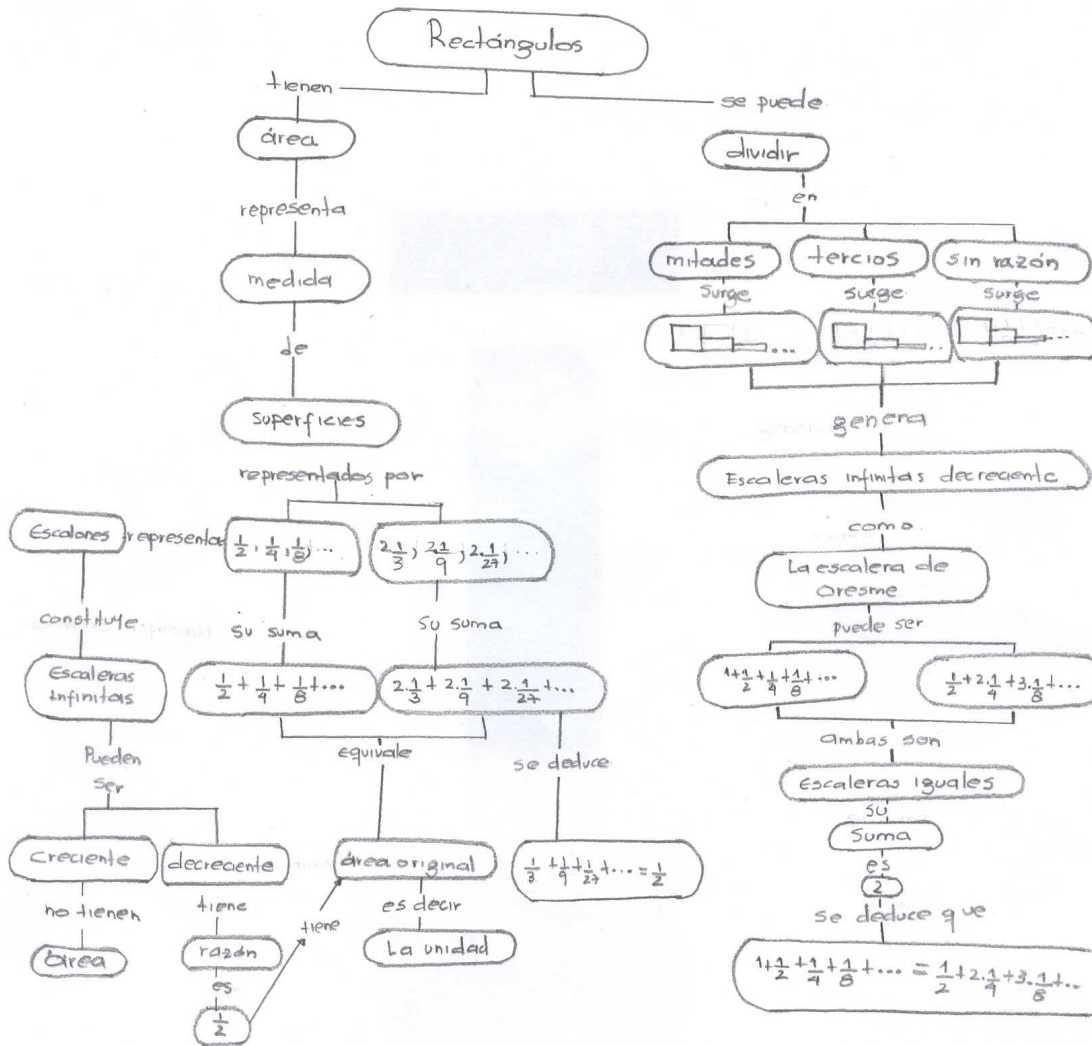 Rectángulos
tienen
se puede
área
dividir
representa
en
medida
mitades
tercios
sin razón
surge
surge
surge
...
...
...
de
genera
superficies
Escaleras infinitas decreciente
representados por
como
Escalones
representa
1/2, 1/4, 1/8, ...
2.1/3, 2.1/9, 2.1/27, ...
La escalera de
Oresme
constituye
su suma
su suma
puede ser
Escaleras
infinitas
1/2 + 1/4 + 1/8 + ...
2.1/3 + 2.1/9 + 2.1/27 + ...
1+1/2 + 1/4 + 1/8 + ...
1/2 + 2.1/4 + 3.1/8 + ...
Pueden
ser
equivale
se deduce
ambas son
Escaleras iguales
su
suma
Creciente
decreciente
área original
1/3 + 1/9 + 1/27 + ... = 1/2
es
2
no tienen
tiene
tiene
es decir
se deduce que
área
razón
La unidad
es
1/2
1+1/2 + 1/4 + 1/8 + ... = 1/2 + 2.1/4 + 3.1/8 + ...